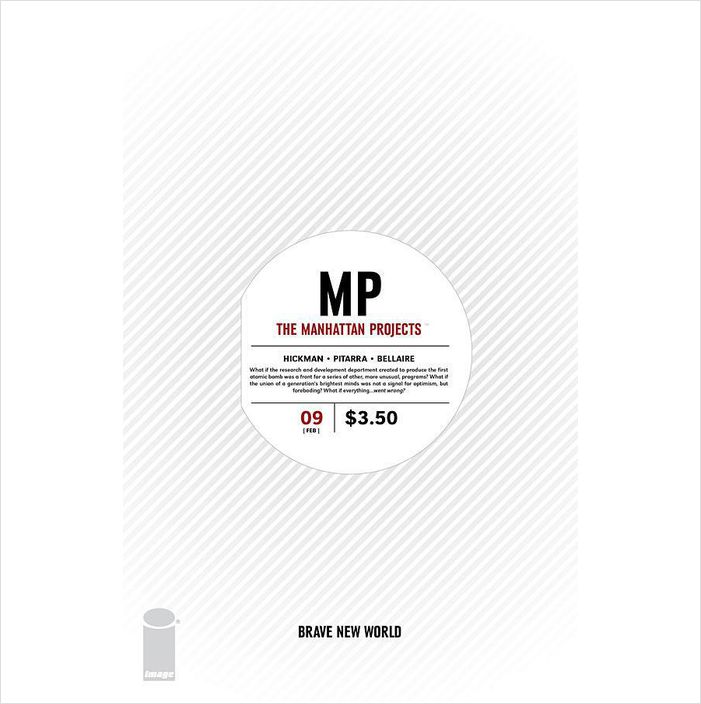 MP
THE MANHATTAN PROJECTS™
HICKMAN • PITARRA • BELLAIRE
What if the research and development department created to produce the first
atomic bomb was a front for a series of other, more unusual, programs? What if
the union of a generation's brightest minds was not a signal for optimism, but
foreboding? What if everything...went wrong?
09 $3.50
[ FEB ]
BRAVE NEW WORLD
image®